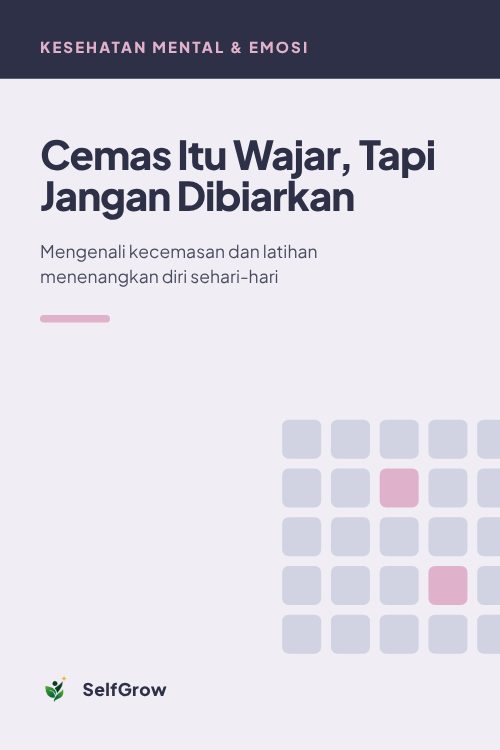 KESEHATAN MENTAL & EMOSI
Cemas Itu Wajar, Tapi
Jangan Dibiarkan
Mengenali kecemasan dan latihan
menenangkan diri sehari-hari
SelfGrow